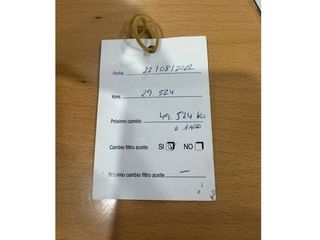 Fecha 22/08/2022
Kms. 29.524
Próximo cambio 49.524 Km
o 1 año
Cambio filtro aceite: SI NO
Próximo cambio filtro aceite —